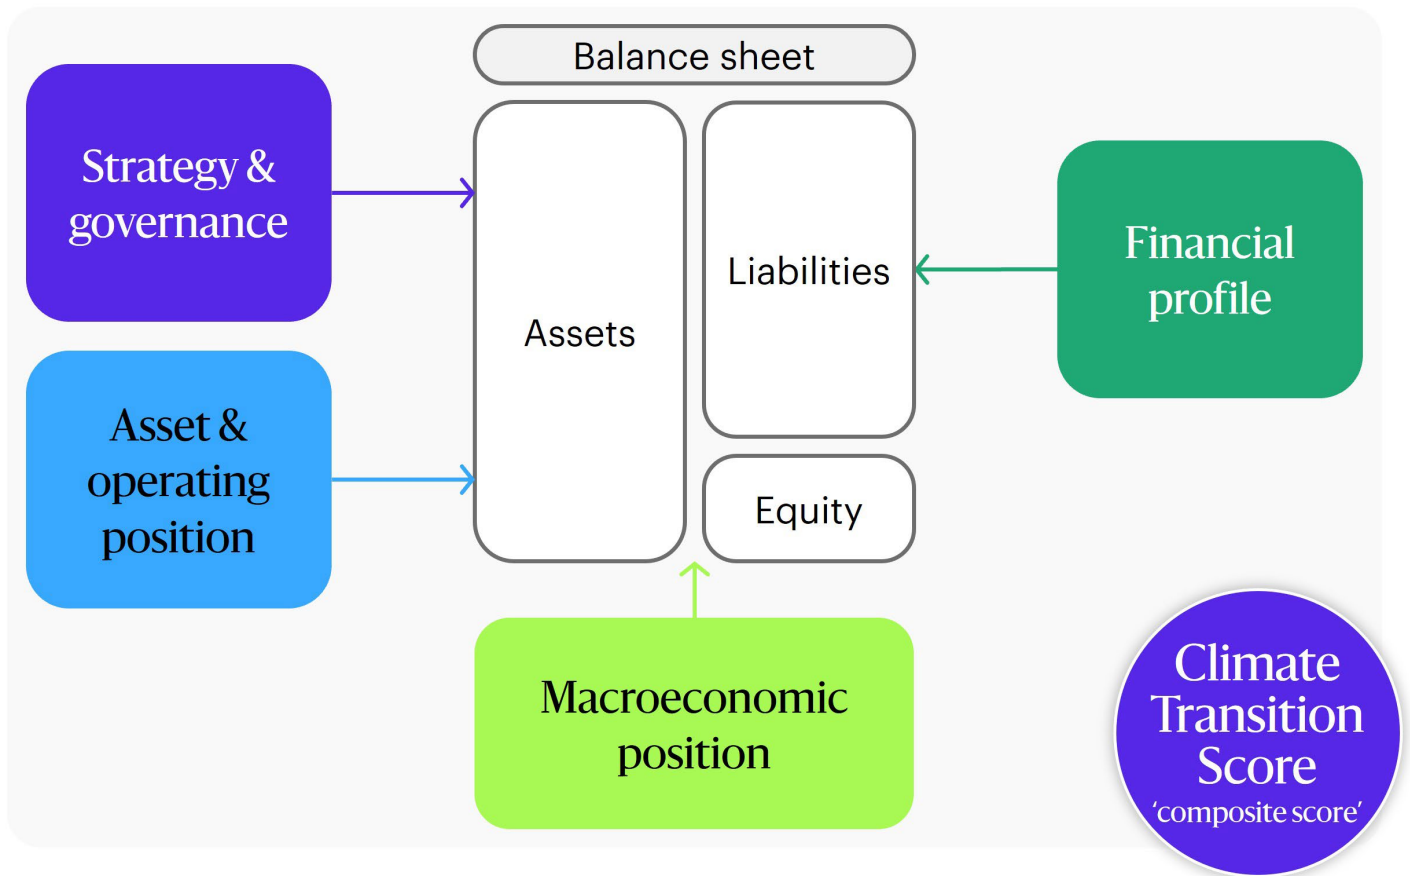 Balance sheet
Strategy &
governance
Asset &
operating
position
Assets
Liabilities
Equity
Financial
profile
Macroeconomic
position
Climate
Transition
Score
‘composite score’